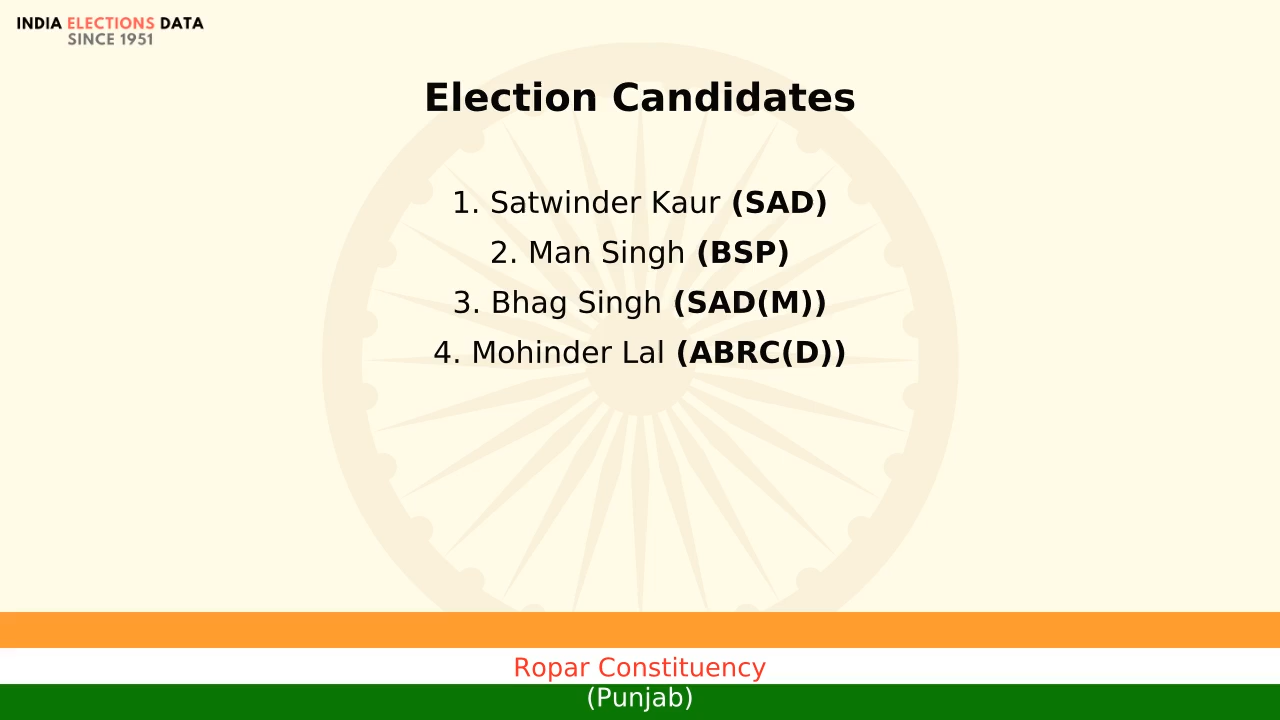 INDIA ELECTIONS DATA
SINCE 1951
Election Candidates
1. Satwinder Kaur (SAD)
2. Man Singh (BSP)
3. Bhag Singh (SAD(M))
4. Mohinder Lal (ABRC(D))
Ropar Constituency
(Punjab)